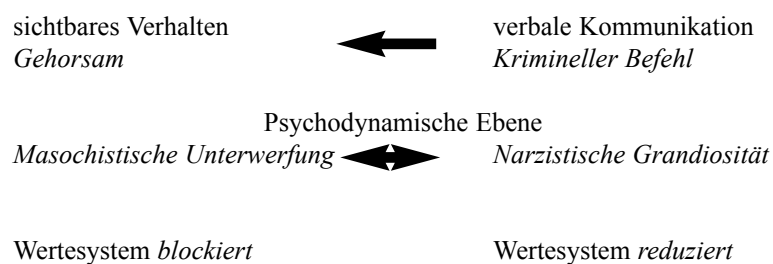 sichtbares Verhalten verbale Kommunikation
Gehorsam Krimineller Befehl
Psychodynamische Ebene
Masochistische Unterwerfung Narzistische Grandiosität
Wertesystem blockiert Wertesystem reduziert